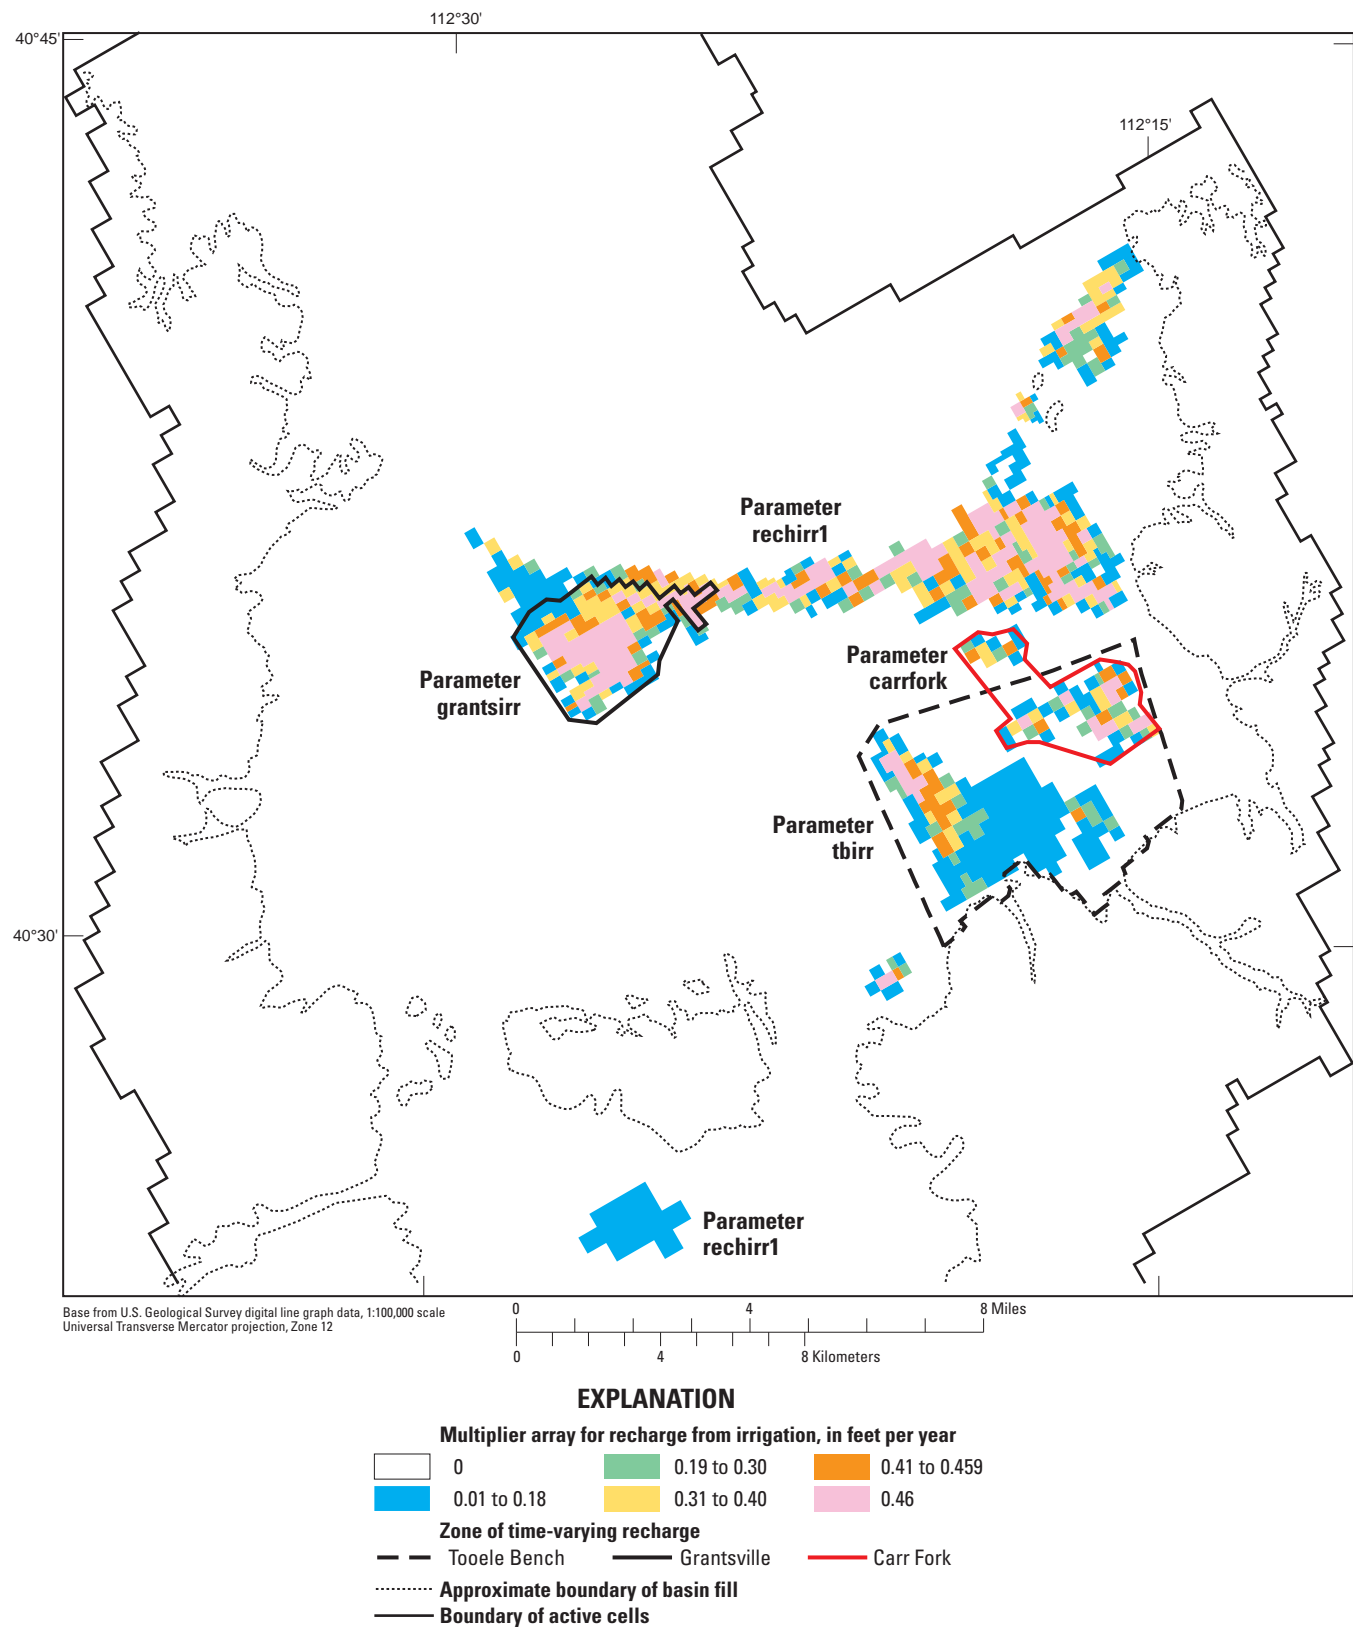 112°30'
40°45'
112°15'
Parameter
rechirr1
Parameter
carrfork
Parameter
grantsirr
Parameter
tbirr
40°30'
Parameter
rechirr1
Base from U.S. Geological Survey digital line graph data, 1:100,000 scale
Universal Transverse Mercator projection, Zone 12
0 4 8 Miles
0 4 8 Kilometers
EXPLANATION
Multiplier array for recharge from irrigation, in feet per year
0 0.19 to 0.30 0.41 to 0.459
0.01 to 0.18 0.31 to 0.40 0.46
Zone of time-varying recharge
Tooele Bench Grantsville Carr Fork
Approximate boundary of basin fill
Boundary of active cells